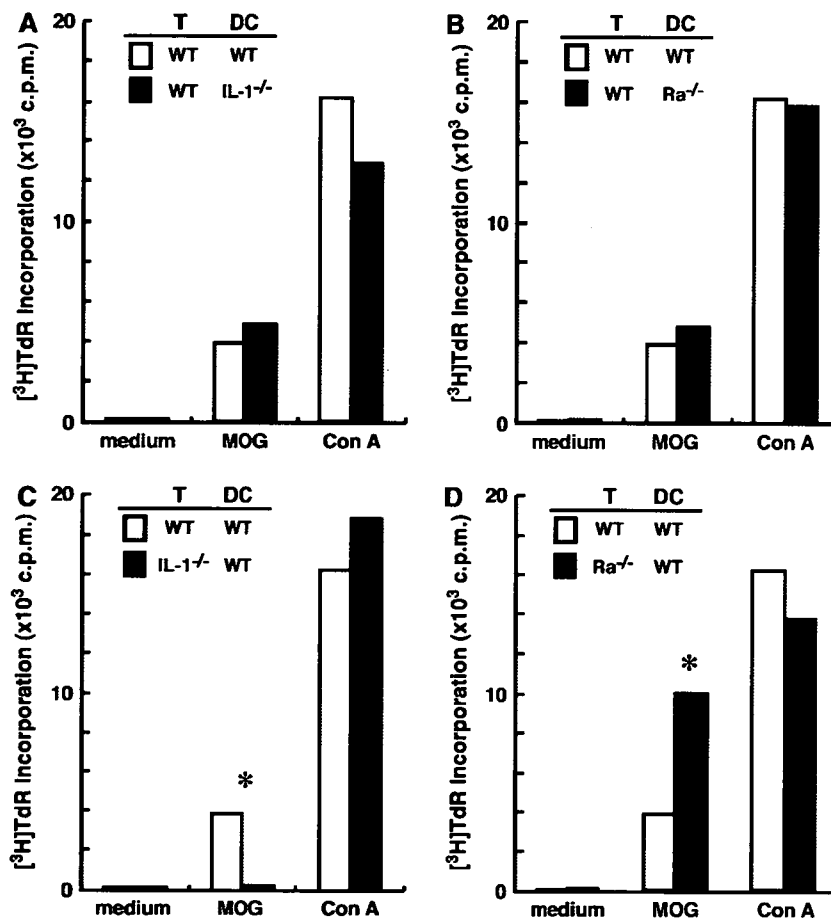 A
[³H]TdR Incorporation (x10³ c.p.m.)
20
10
0
T DC
WT WT
WT IL-1⁻/⁻
medium MOG Con A
B
[³H]TdR Incorporation (x10³ c.p.m.)
20
10
0
T DC
WT WT
WT Ra⁻/⁻
medium MOG Con A
C
[³H]TdR Incorporation (x10³ c.p.m.)
20
10
0
T DC
WT WT
IL-1⁻/⁻ WT
*
medium MOG Con A
D
[³H]TdR Incorporation (x10³ c.p.m.)
20
10
0
T DC
WT WT
Ra⁻/⁻ WT
*
medium MOG Con A